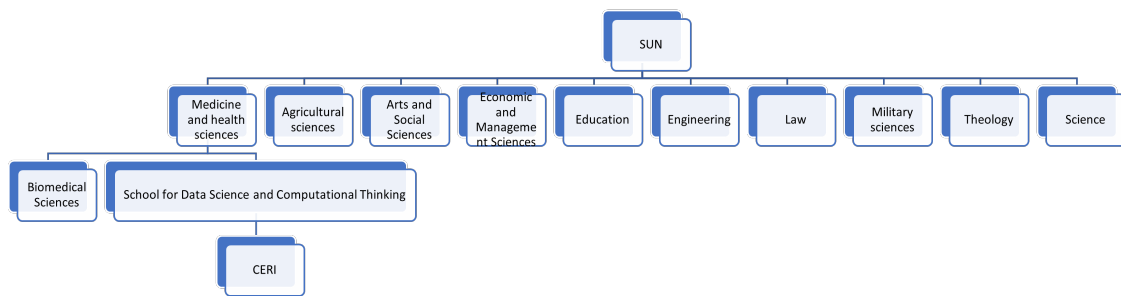 SUN
Medicine
and health
sciences
Agricultural
sciences
Arts and
Social
Sciences
Economic
and
Manageme
nt Sciences
Education
Engineering
Law
Military
sciences
Theology
Science
Biomedical
Sciences
School for Data Science and Computational Thinking
CERI